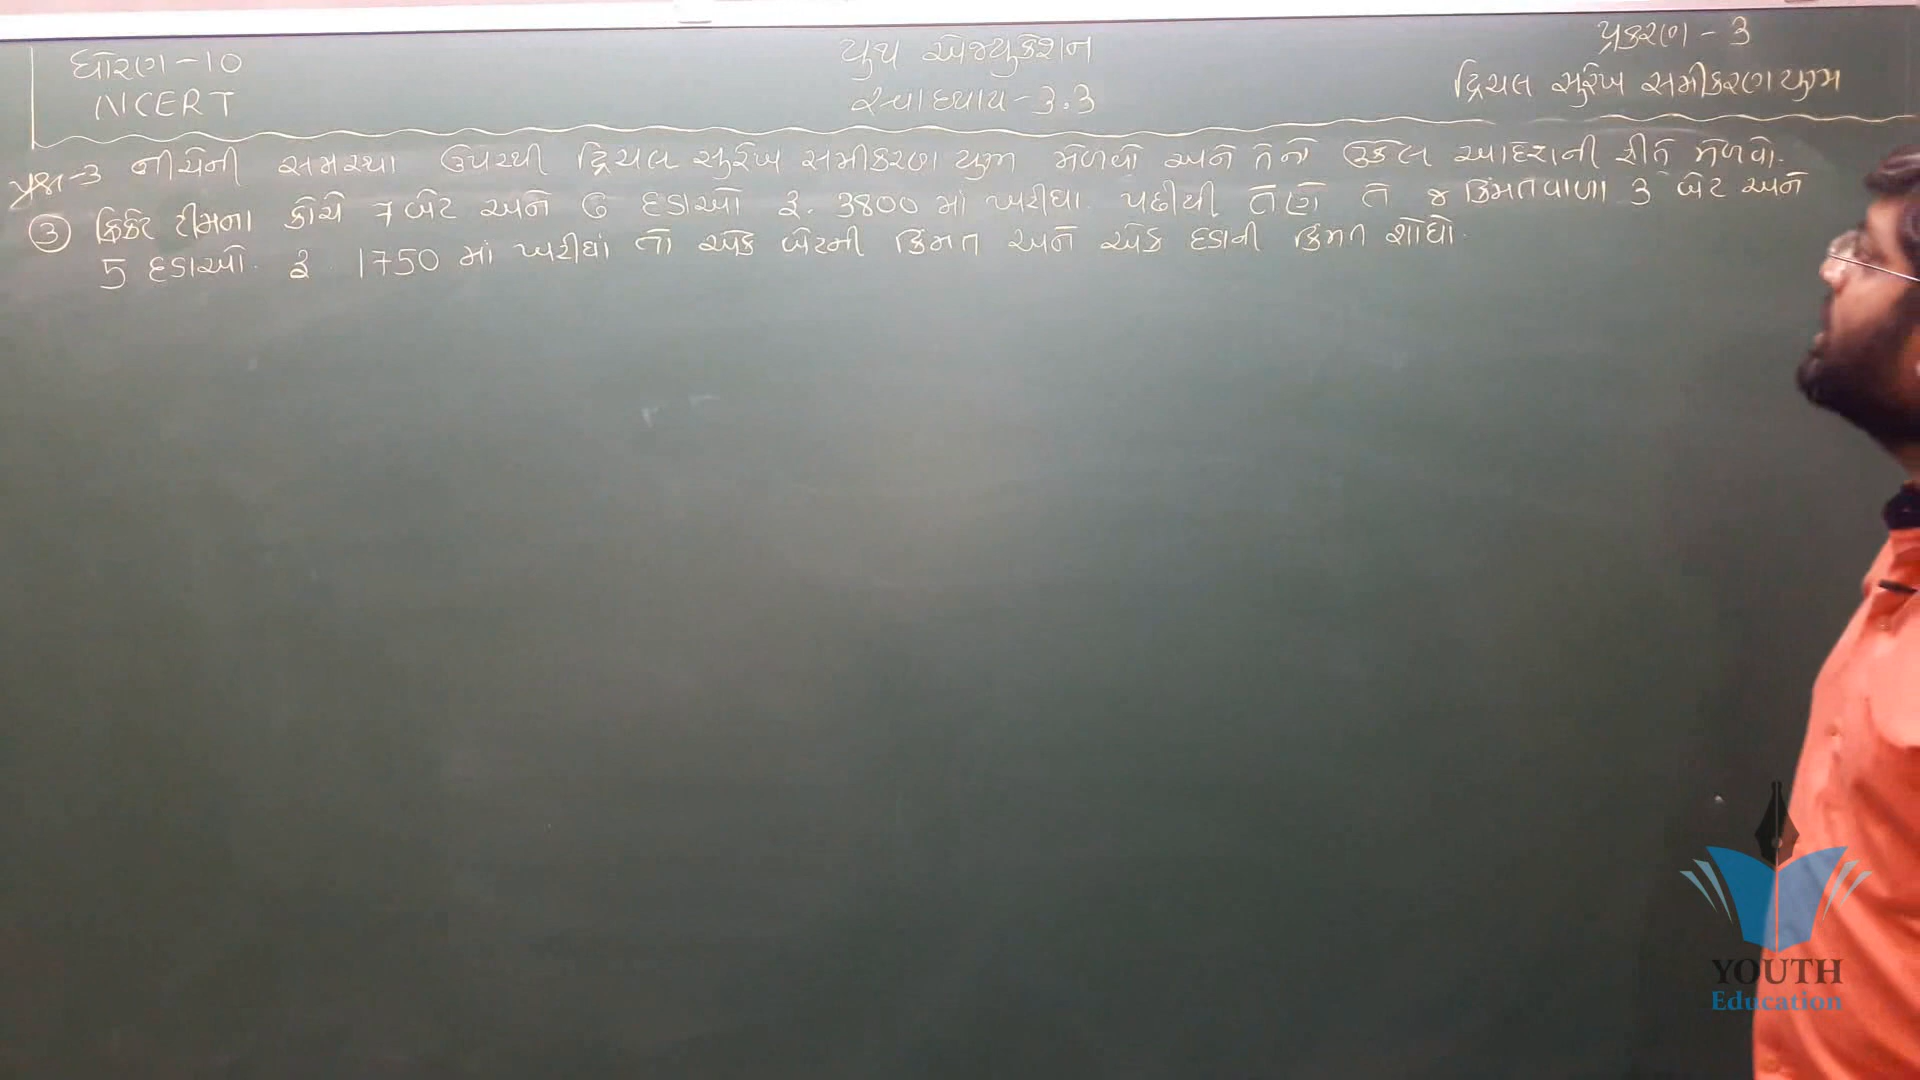 ધોરણ-10
NCERT
યુથ એજ્યુકેશન
સ્વાધ્યાય-3.3
પ્રકરણ-3
દ્વિચલ સુરેખ સમીકરણયુગ્મ
પ્રશ્ન-3 નીચેની સમસ્યા ઉપરથી દ્વિચલ સુરેખ સમીકરણ યુગ્મ મેળવો અને તેનો ઉકેલ આદેશની રીતે મેળવો.
③ ક્રિકેટ ટીમના કોચે 7 બેટ અને 6 દડાઓ રૂ. 3800 માં ખરીધા. પછીથી તેણે તે જ કિંમતવાળા 3 બેટ અને
5 દડાઓ. રૂ. 1750 માં ખરીધાં તો એક બેટની કિંમત અને એક દડાની કિંમત શોધો.
YOUTH
Education